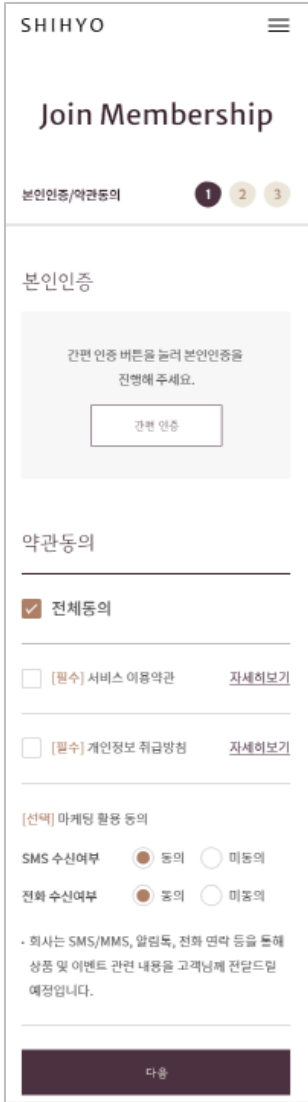 SHIHYO
Join Membership
본인인증/약관동의 1 2 3
본인인증
간편 인증 버튼을 눌러 본인인증을
진행해 주세요.
간편 인증
약관동의
전체동의
[필수] 서비스 이용약관 자세히보기
[필수] 개인정보 취급방침 자세히보기
[선택] 마케팅 활용 동의
SMS 수신여부 동의 미동의
전화 수신여부 동의 미동의
• 회사는 SMS/MMS, 알림톡, 전화 연락 등을 통해
상품 및 이벤트 관련 내용을 고객님께 전달드릴
예정입니다.
다음